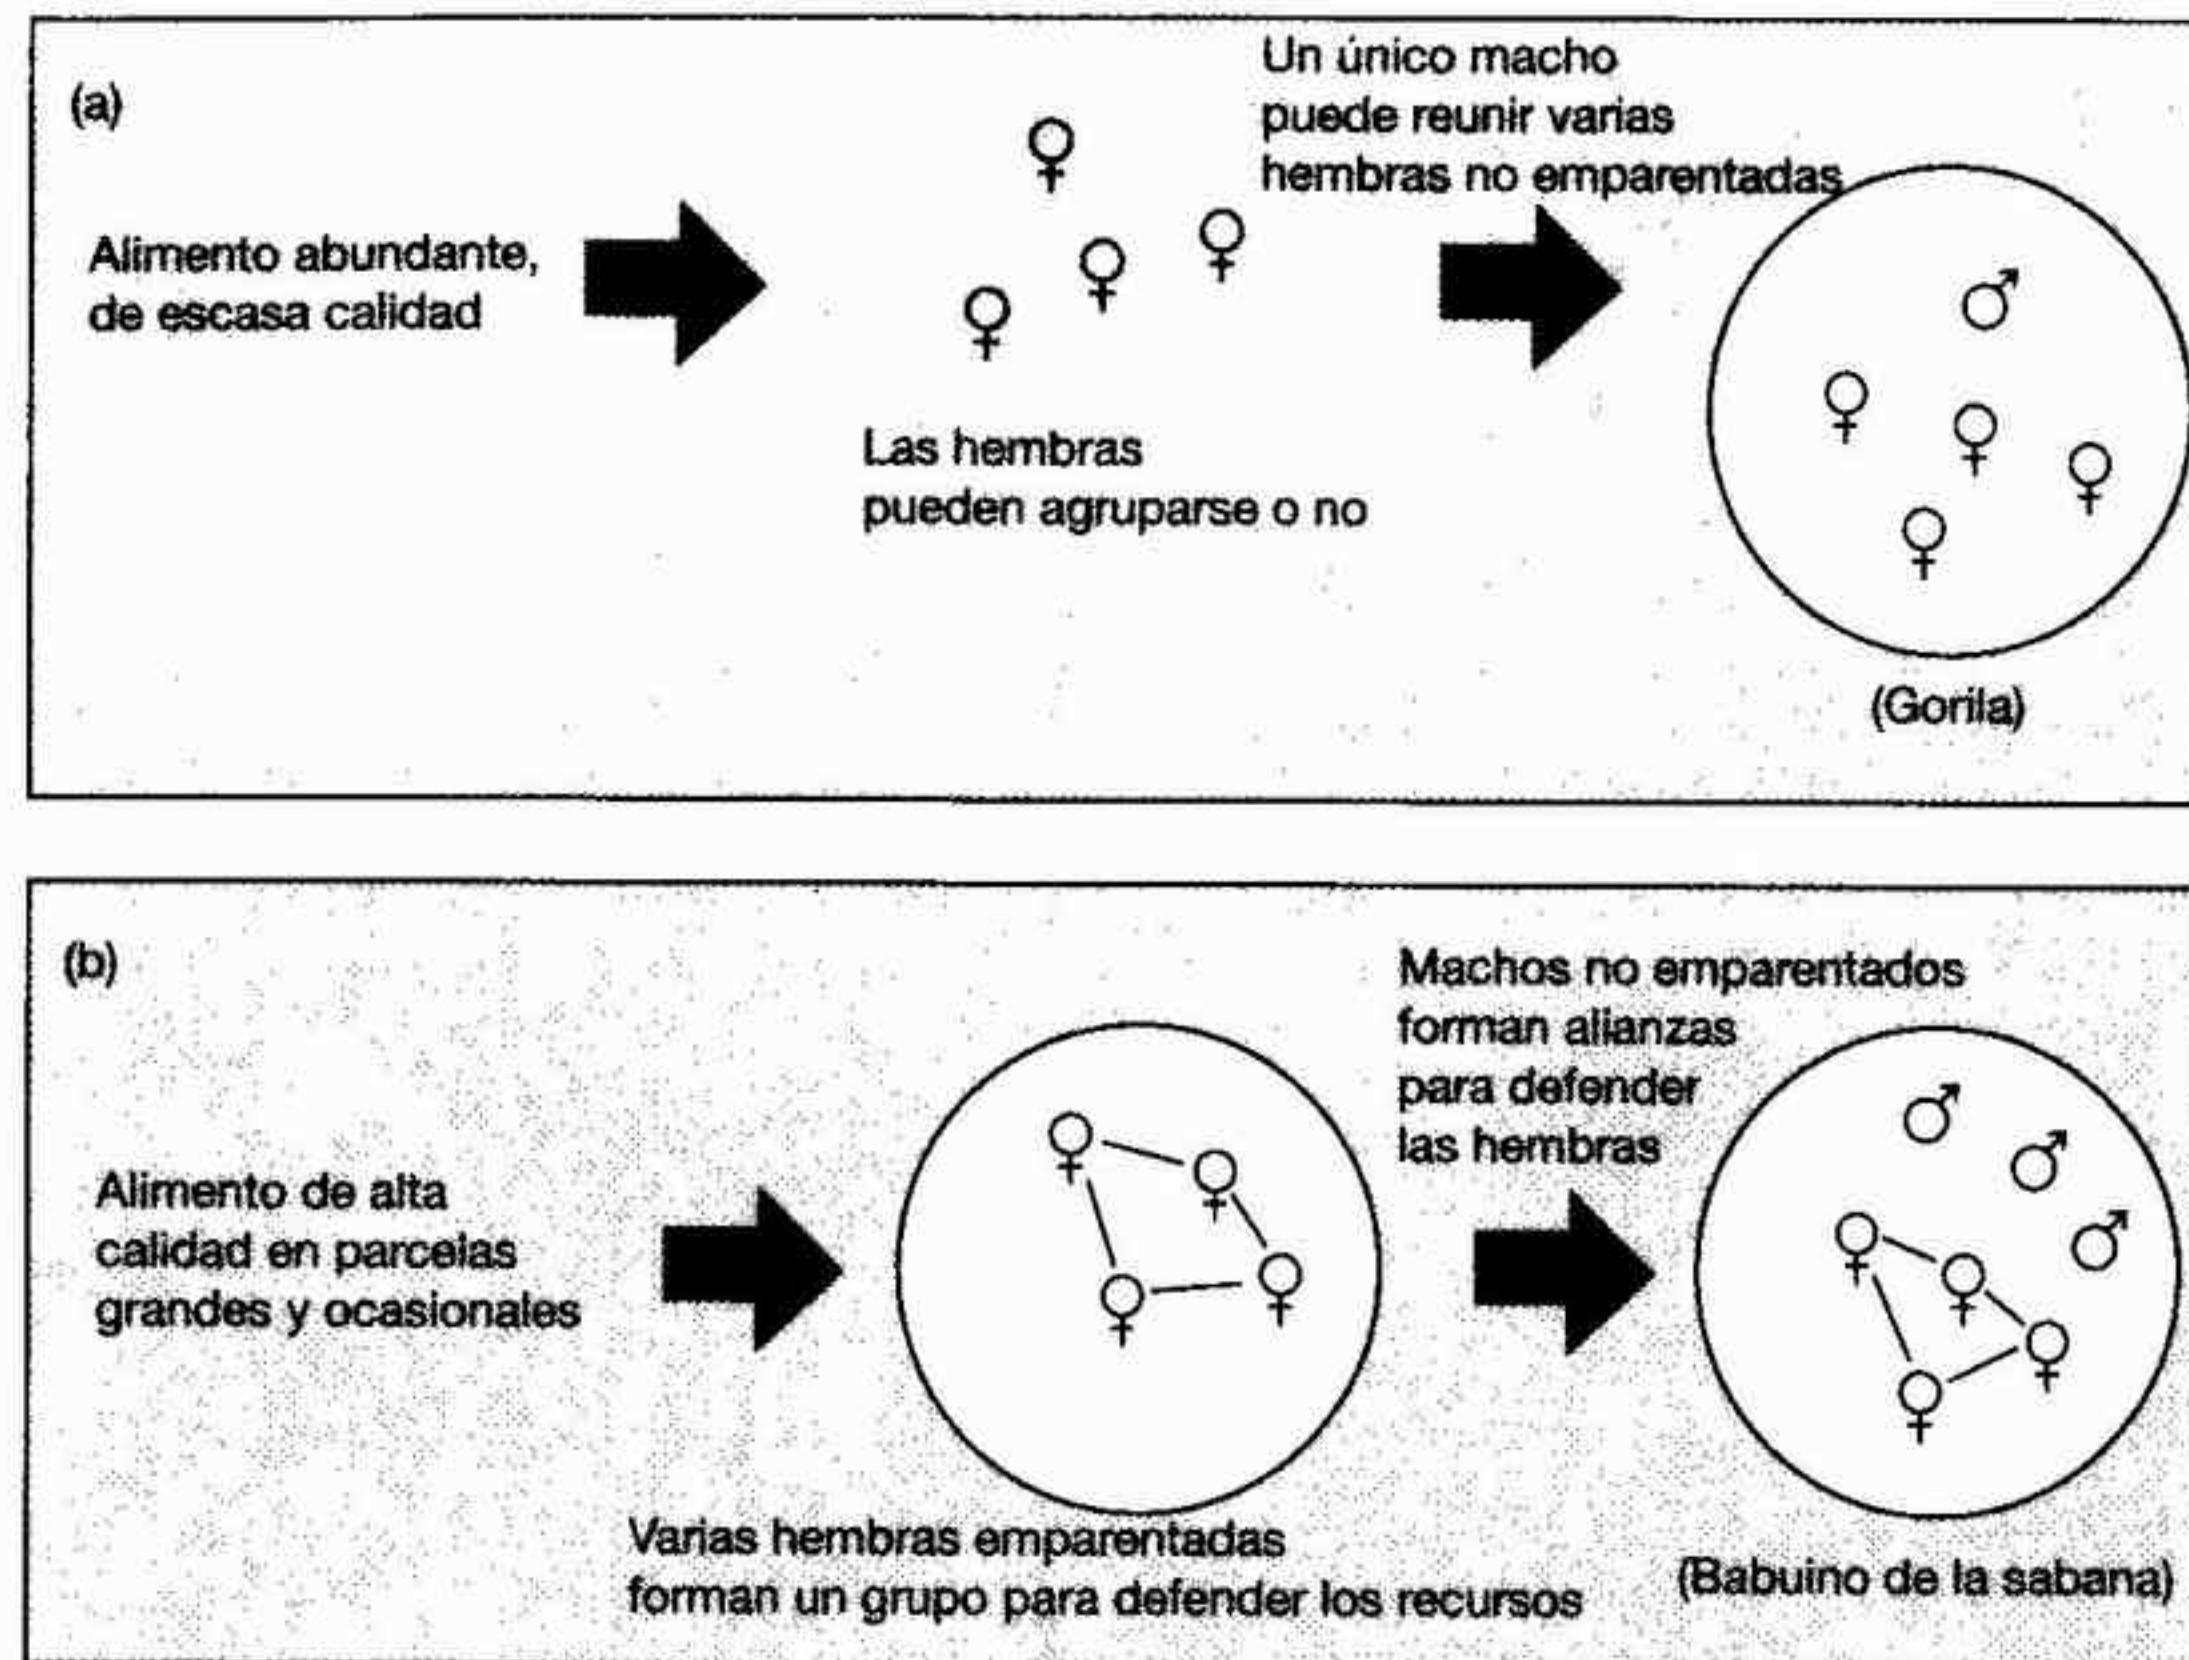 (a)
Un único macho
puede reunir varias
hembras no emparentadas
Alimento abundante,
de escasa calidad
Las hembras
pueden agruparse o no
(Gorila)
(b)
Machos no emparentados
forman alianzas
para defender
las hembras
Alimento de alta
calidad en parcelas
grandes y ocasionales
Varias hembras emparentadas
forman un grupo para defender los recursos
(Babuino de la sabana)